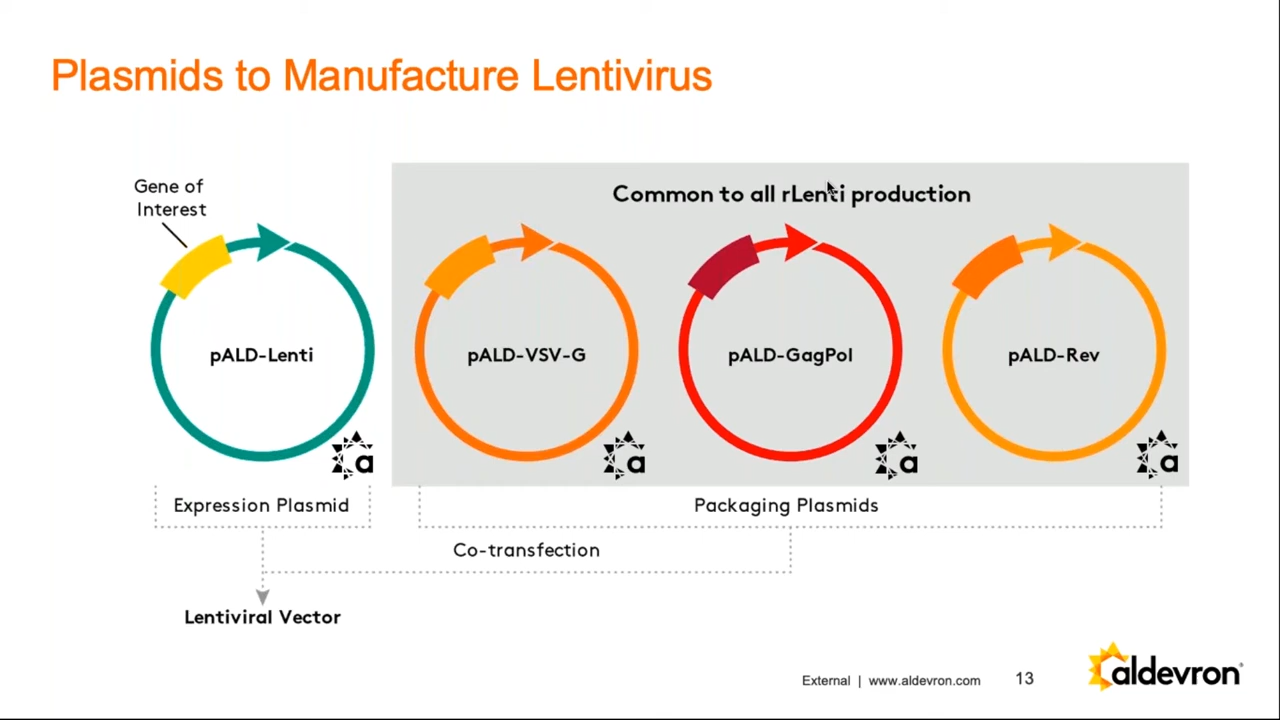 Plasmids to Manufacture Lentivirus
Gene of
Interest
Common to all rLenti production
pALD-Lenti
pALD-VSV-G
pALD-GagPol
pALD-Rev
a
a
a
a
Expression Plasmid
Packaging Plasmids
Co-transfection
Lentiviral Vector
External | www.aldevron.com 13
aldevron